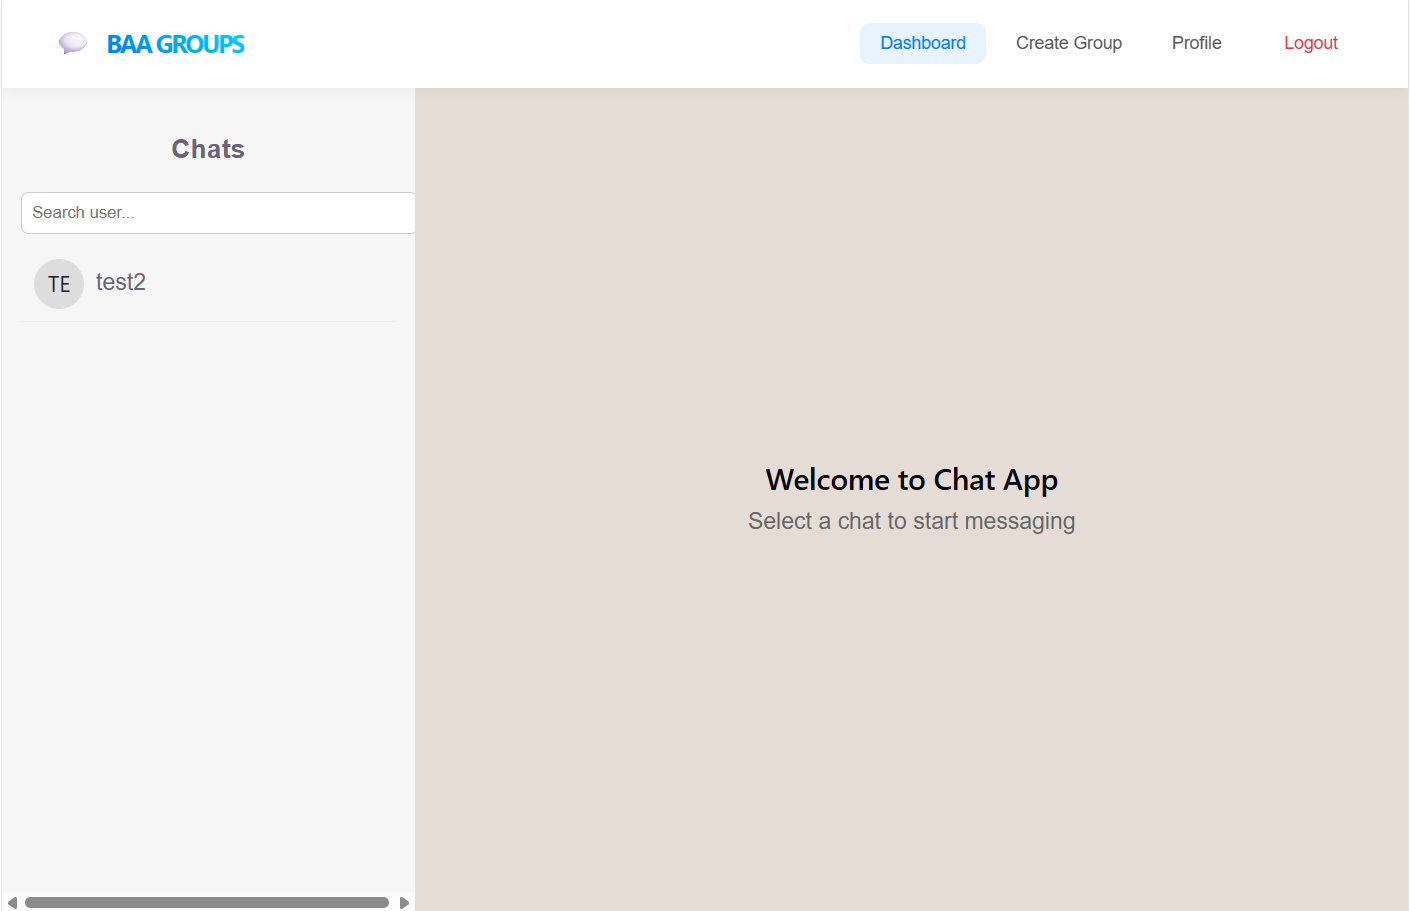 BAA GROUPS
Dashboard
Create Group
Profile
Logout
Chats
Search user...
TE
test2
Welcome to Chat App
Select a chat to start messaging